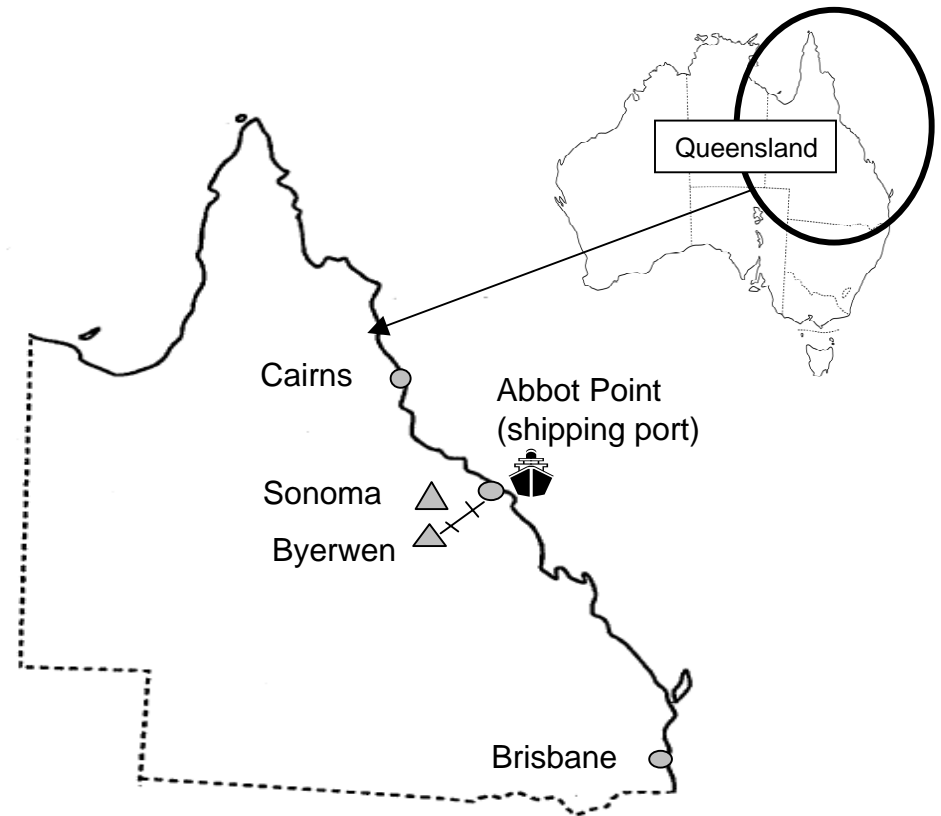 Queensland
Cairns
Abbot Point
(shipping port)
Sonoma
Byerwen
Brisbane